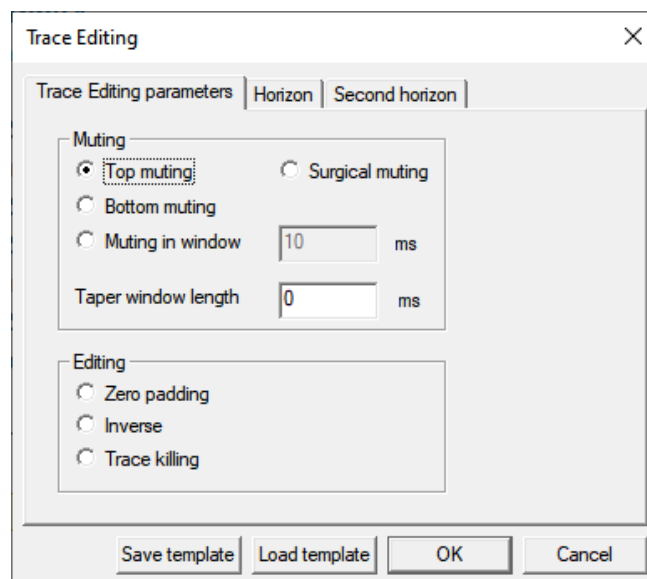 Trace Editing
Trace Editing parameters Horizon Second horizon
Muting
Top muting Surgical muting
Bottom muting
Muting in window 10 ms
Taper window length 0 ms
Editing
Zero padding
Inverse
Trace killing
Save template Load template OK Cancel